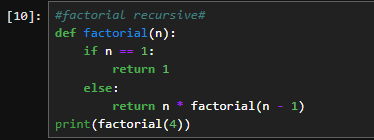 [10]: #factorial recursive#
def factorial(n):
    if n == 1:
        return 1
    else:
        return n * factorial(n - 1)
print(factorial(4))